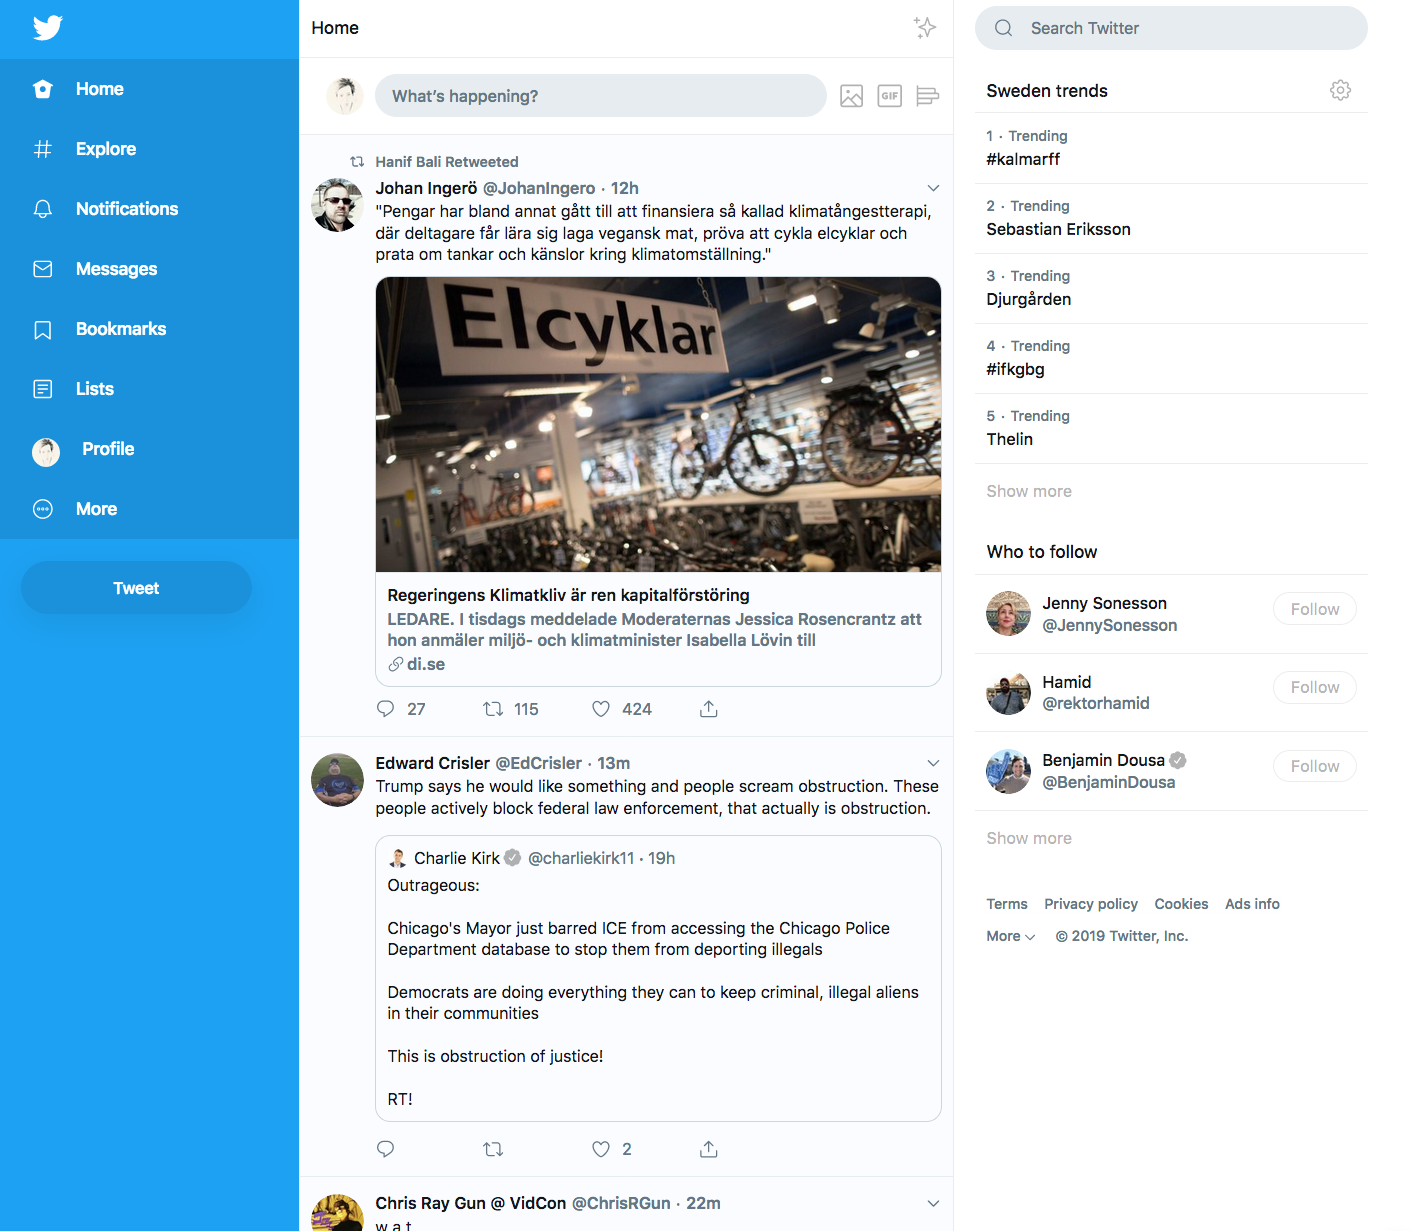 Home
Explore
Notifications
Messages
Bookmarks
Lists
Profile
More
Tweet
Home
What's happening?
GIF
Hanif Bali Retweeted
Johan Ingerö @JohanIngero · 12h
"Pengar har bland annat gått till att finansiera så kallad klimatångestterapi,
där deltagare får lära sig laga vegansk mat, pröva att cykla elcyklar och
prata om tankar och känslor kring klimatomställning."
Elcyklar
Regeringens Klimatkliv är ren kapitalförstöring
LEDARE. I tisdags meddelade Moderaternas Jessica Rosencrantz att
hon anmäler miljö- och klimatminister Isabella Lövin till
di.se
27 115 424
Edward Crisler @EdCrisler · 13m
Trump says he would like something and people scream obstruction. These
people actively block federal law enforcement, that actually is obstruction.
Charlie Kirk @charliekirk11 · 19h
Outrageous:
Chicago's Mayor just barred ICE from accessing the Chicago Police
Department database to stop them from deporting illegals
Democrats are doing everything they can to keep criminal, illegal aliens
in their communities
This is obstruction of justice!
RT!
2
Chris Ray Gun @ VidCon @ChrisRGun · 22m
w.a.t.
Search Twitter
Sweden trends
1 · Trending
#kalmarff
2 · Trending
Sebastian Eriksson
3 · Trending
Djurgården
4 · Trending
#ifkgbg
5 · Trending
Thelin
Show more
Who to follow
Jenny Sonesson
@JennySonesson
Follow
Hamid
@rektorhamid
Follow
Benjamin Dousa
@BenjaminDousa
Follow
Show more
Terms Privacy policy Cookies Ads info
More © 2019 Twitter, Inc.